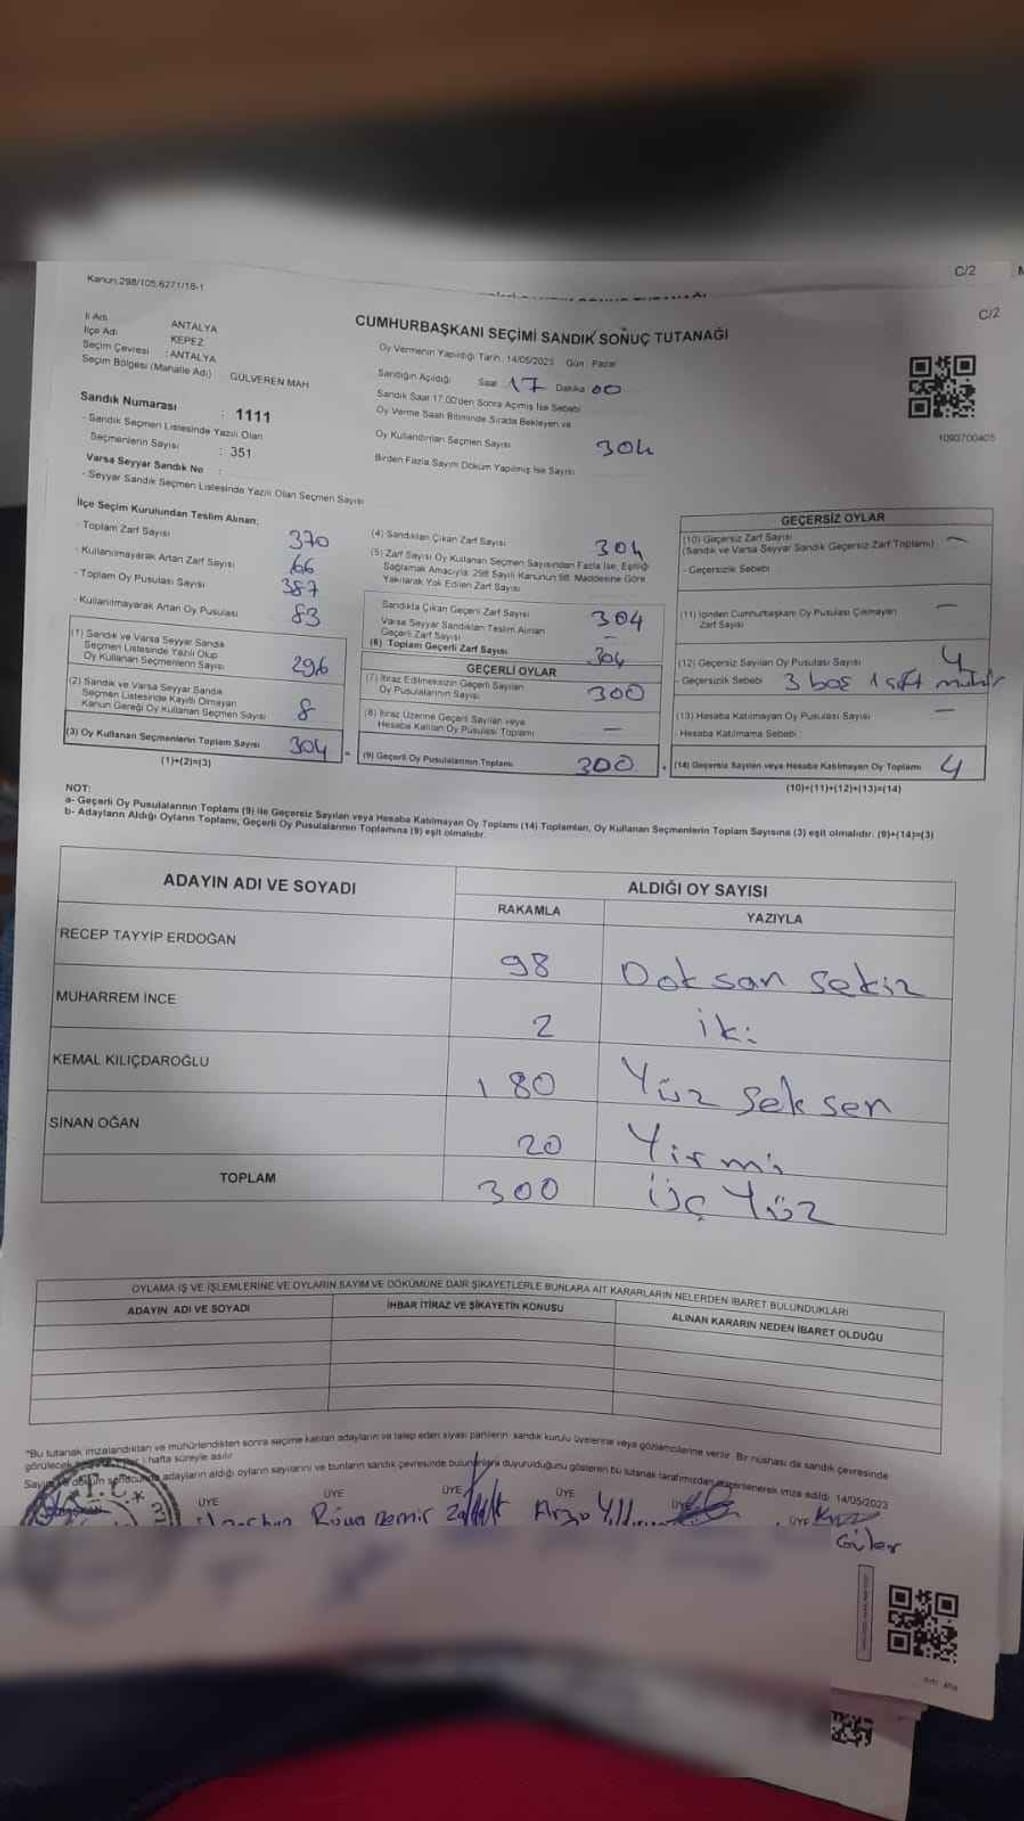 C/2
Kanun:298/105,6271/18-1
C/2
CUMHURBAŞKANI SEÇİMİ SANDIK SONUÇ TUTANAĞI
İl Adı ANTALYA
İlçe Adı KEPEZ
Seçim Çevresi : ANTALYA
Seçim Bölgesi (Mahalle Adı) GÜLVEREN MAH
Sandık Numarası : 1111
- Sandık Seçmen Listesinde Yazılı Olan
Seçmenlerin Sayısı : 351
Varsa Seyyar Sandık No :
- Seyyar Sandık Seçmen Listesinde Yazılı Olan Seçmen Sayısı
Oy Vermenin Yapıldığı Tarih: 14/05/2023 Gün: Pazar
Sandığın Açıldığı Saat 17 Dakika 00
Sandık Saat 17.00'den Sonra Açılmış İse Sebebi
Oy Verme Saati Bitiminde Sırada Bekleyen ve
Oy Kullandırılan Seçmen Sayısı 304
Birden Fazla Sayım Döküm Yapılmış İse Sayısı
1090700405
İlçe Seçim Kurulundan Teslim Alınan;
- Toplam Zarf Sayısı 370
- Kullanılmayarak Artan Zarf Sayısı 66
- Toplam Oy Pusulası Sayısı 387
- Kullanılmayarak Artan Oy Pusulası 83
(1) Sandık ve Varsa Seyyar Sandık
Seçmen Listesinde Yazılı Olup
Oy Kullanan Seçmenlerin Sayısı 296
(2) Sandık ve Varsa Seyyar Sandık
Seçmen Listesinde Kayıtlı Olmayan
Kanun Gereği Oy Kullanan Seçmen Sayısı 8
(3) Oy Kullanan Seçmenlerin Toplam Sayısı 304
(1)+(2)=(3)
(4) Sandıktan Çıkan Zarf Sayısı 304
(5) Zarf Sayısı Oy Kullanan Seçmen Sayısından Fazla İse, Eşitliği
Sağlamak Amacıyla 298 Sayılı Kanunun 98. Maddesine Göre
Yakılarak Yok Edilen Zarf Sayısı
Sandıkta Çıkan Geçerli Zarf Sayısı 304
Varsa Seyyar Sandıktan Teslim Alınan
Geçerli Zarf Sayısı –
(6) Toplam Geçerli Zarf Sayısı 304
GEÇERLİ OYLAR
(7) İtiraz Edilmeksizin Geçerli Sayılan
Oy Pusulalarının Sayısı 300
(8) İtiraz Üzerine Geçerli Sayılan veya
Hesaba Katılan Oy Pusulası Toplamı –
= (9) Geçerli Oy Pusulalarının Toplamı 300
GEÇERSİZ OYLAR
(10) Geçersiz Zarf Sayısı –
(Sandık ve Varsa Seyyar Sandık Geçersiz Zarf Toplamı)
- Geçersizlik Sebebi
(11) İçinden Cumhurbaşkanı Oy Pusulası Çıkmayan –
Zarf Sayısı
(12) Geçersiz Sayılan Oy Pusulası Sayısı 4
- Geçersizlik Sebebi 3 boş 1 çift mühür
(13) Hesaba Katılmayan Oy Pusulası Sayısı –
- Hesaba Katılmama Sebebi :
+ (14) Geçersiz Sayılan veya Hesaba Katılmayan Oy Toplamı 4
(10)+(11)+(12)+(13)=(14)
NOT:
a- Geçerli Oy Pusulalarının Toplamı (9) ile Geçersiz Sayılan veya Hesaba Katılmayan Oy Toplamı (14) Toplamları, Oy Kullanan Seçmenlerin Toplam Sayısına (3) eşit olmalıdır. (9)+(14)=(3)
b- Adayların Aldığı Oyların Toplamı, Geçerli Oy Pusulalarının Toplamına (9) eşit olmalıdır.
ADAYIN ADI VE SOYADI ALDIĞI OY SAYISI
RAKAMLA YAZIYLA
RECEP TAYYİP ERDOĞAN 98 Doksan sekiz
MUHARREM İNCE 2 iki
KEMAL KILIÇDAROĞLU 180 Yüz seksen
SİNAN OĞAN 20 Yirmi
TOPLAM 300 üç Yüz
OYLAMA İŞ VE İŞLEMLERİNE VE OYLARIN SAYIM VE DÖKÜMÜNE DAİR ŞİKAYETLERLE BUNLARA AİT KARARLARIN NELERDEN İBARET BULUNDUKLARI
ADAYIN ADI VE SOYADI İHBAR İTİRAZ VE ŞİKAYETİN KONUSU ALINAN KARARIN NEDEN İBARET OLDUĞU
*Bu tutanak imzalandıktan ve mühürlendikten sonra seçime katılan adayların ve talep eden siyasi partilerin sandık kurulu üyelerine veya gözlemcilerine verilir. Bir nüshası da sandık çevresinde
görülecek hafta süreyle asılır
Sayım ve döküm sonucunda adayların aldığı oyların sayılarını ve bunların sandık çevresinde bulunanlara duyurulduğunu gösteren bu tutanak tarafımızdan düzenlenerek imza edildi. 14/05/2023
T.C.
ÜYE ÜYE ÜYE ÜYE ÜYE ÜYE
Rüya Demir Arzu
Güler